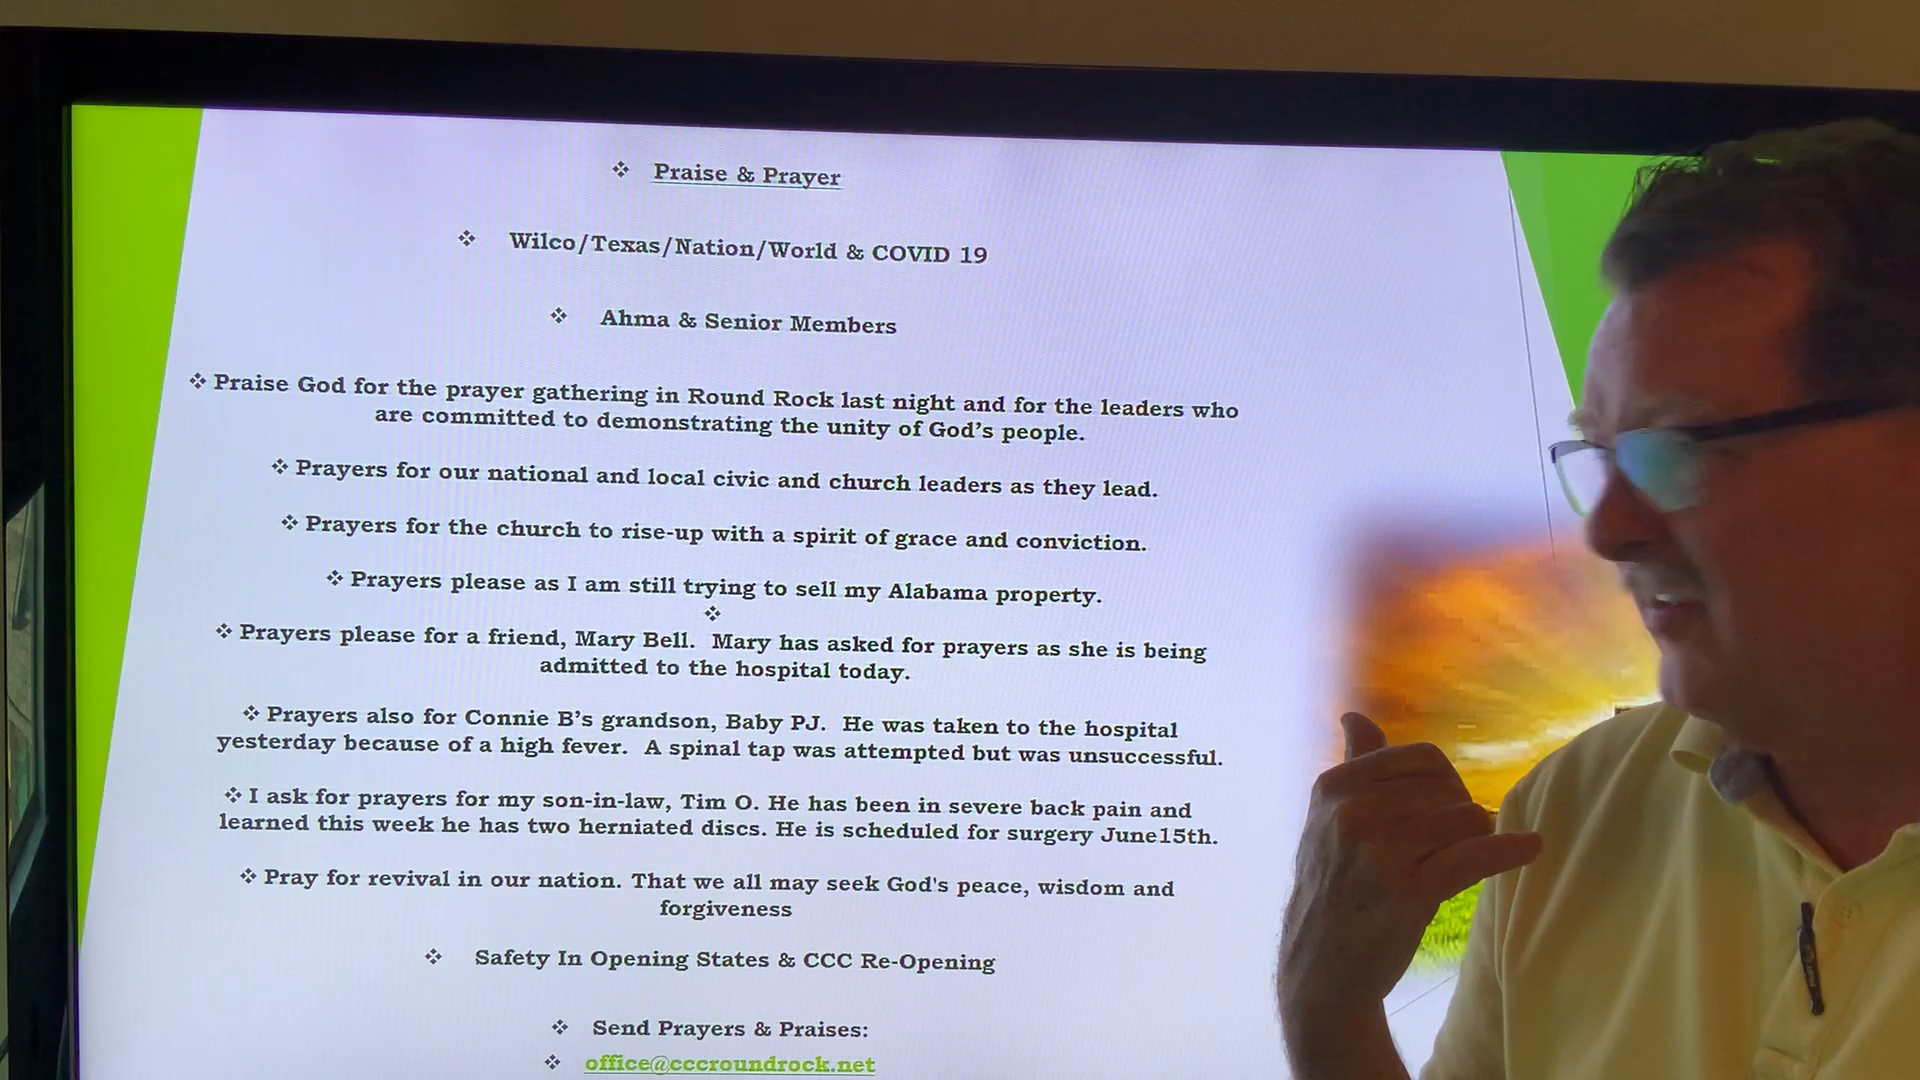 ❖ Praise & Prayer
❖ Wilco/Texas/Nation/World & COVID 19
❖ Ahma & Senior Members
❖ Praise God for the prayer gathering in Round Rock last night and for the leaders who
are committed to demonstrating the unity of God’s people.
❖ Prayers for our national and local civic and church leaders as they lead.
❖ Prayers for the church to rise-up with a spirit of grace and conviction.
❖ Prayers please as I am still trying to sell my Alabama property.
❖
❖ Prayers please for a friend, Mary Bell.  Mary has asked for prayers as she is being
admitted to the hospital today.
❖ Prayers also for Connie B’s grandson, Baby PJ.  He was taken to the hospital
yesterday because of a high fever.  A spinal tap was attempted but was unsuccessful.
❖ I ask for prayers for my son-in-law, Tim O. He has been in severe back pain and
learned this week he has two herniated discs. He is scheduled for surgery June15th.
❖ Pray for revival in our nation. That we all may seek God's peace, wisdom and
forgiveness
❖ Safety In Opening States & CCC Re-Opening
❖ Send Prayers & Praises:
❖ office@cccroundrock.net